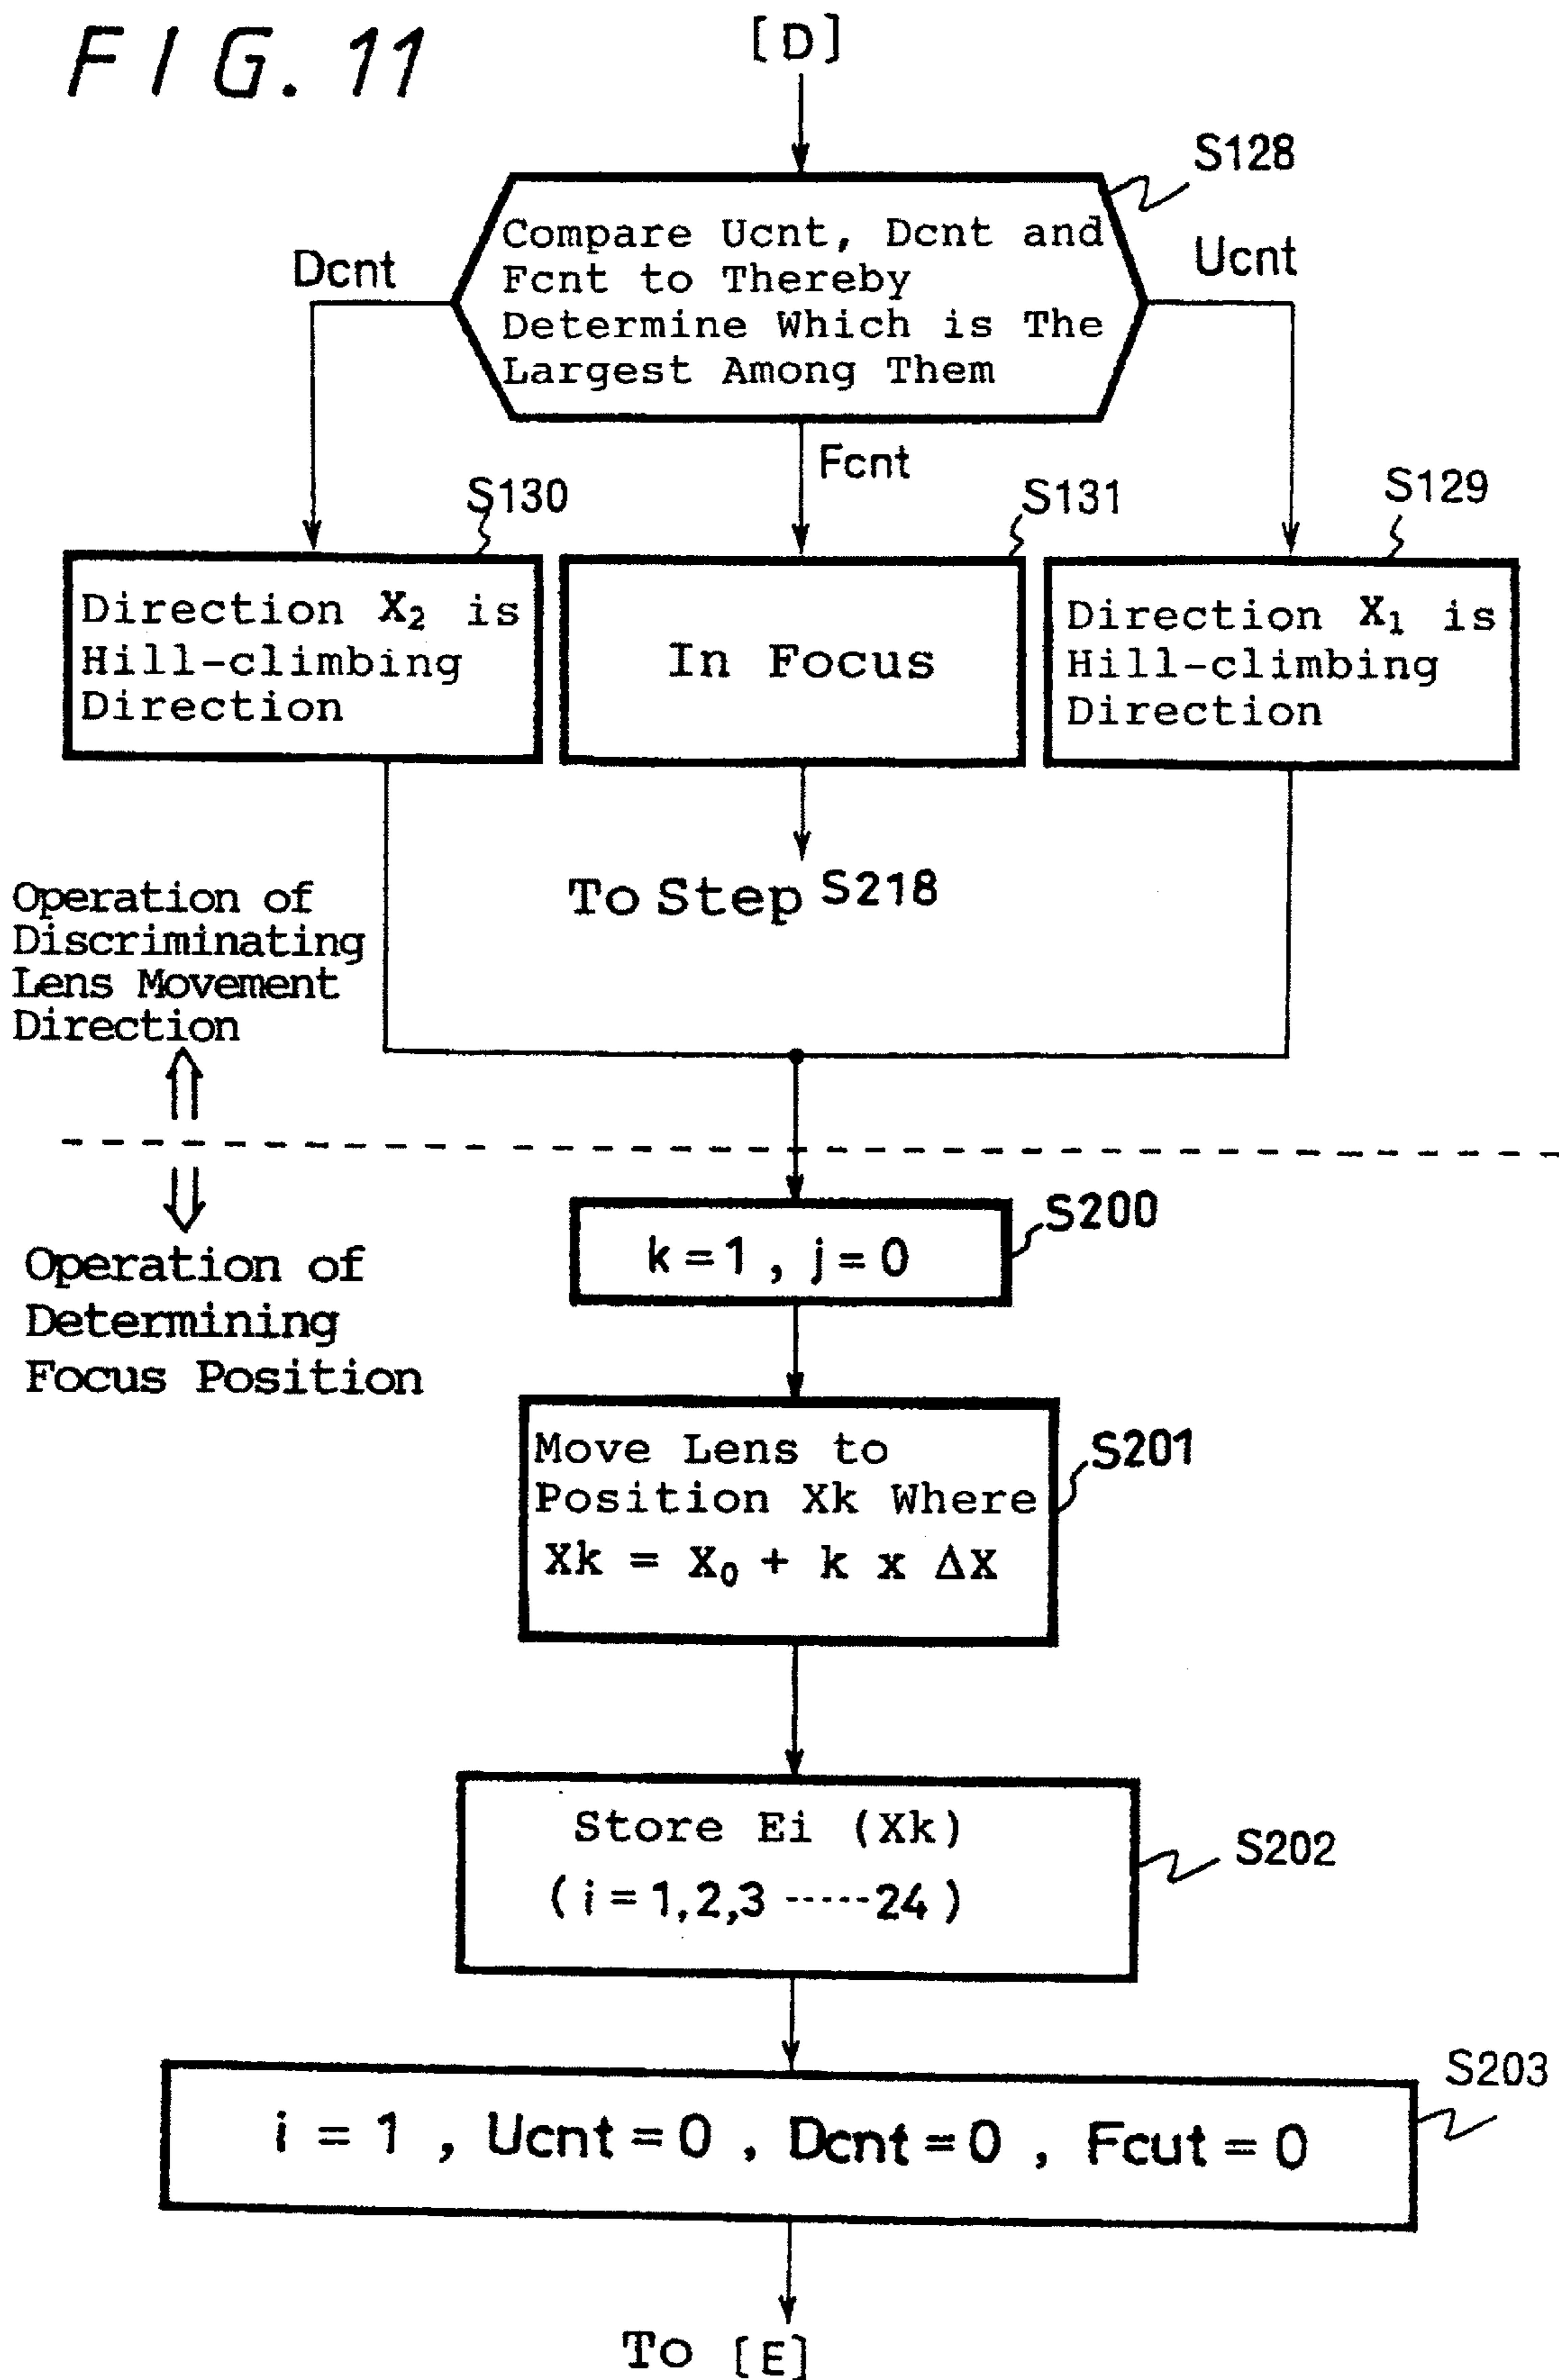 FIG. 11
[D]
S128
Compare Ucnt, Dcnt and
Fcnt to Thereby
Determine Which is The
Largest Among Them
Dcnt
Ucnt
Fcnt
S130
S131
S129
Direction X₂ is
Hill-climbing
Direction
In Focus
Direction X₁ is
Hill-climbing
Direction
To Step S218
Operation of
Discriminating
Lens Movement
Direction
Operation of
Determining
Focus Position
S200
k = 1 , j = 0
S201
Move Lens to
Position Xk Where
Xk = X₀ + k x ΔX
S202
Store Ei (Xk)
( i = 1,2,3 -----24 )
S203
i = 1 , Ucnt = 0 , Dcnt = 0 , Fcut = 0
To [E]